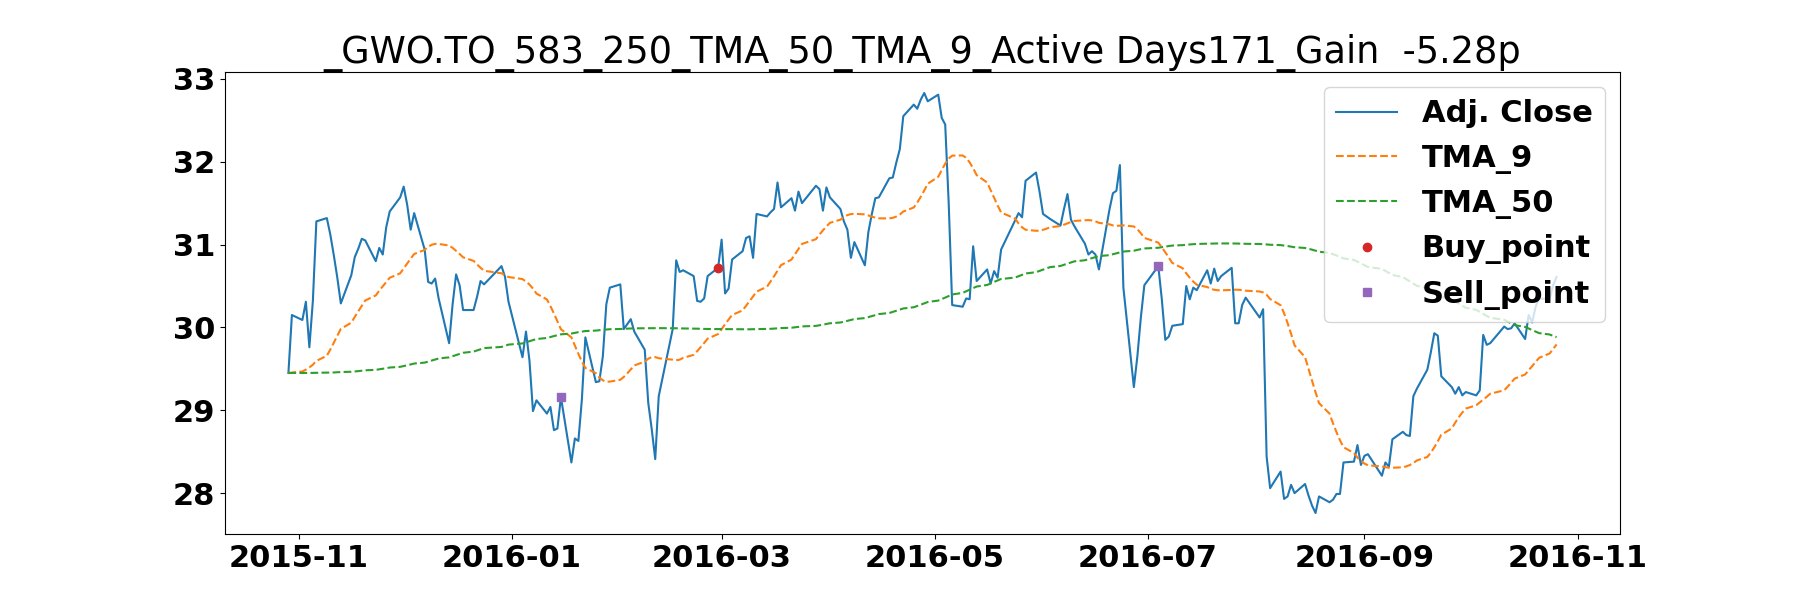 _GWO.TO_583_250_TMA_50_TMA_9_Active Days171_Gain  -5.28p
33
32
31
30
29
28
Adj. Close
TMA_9
TMA_50
Buy_point
Sell_point
2015-11 2016-01 2016-03 2016-05 2016-07 2016-09 2016-11